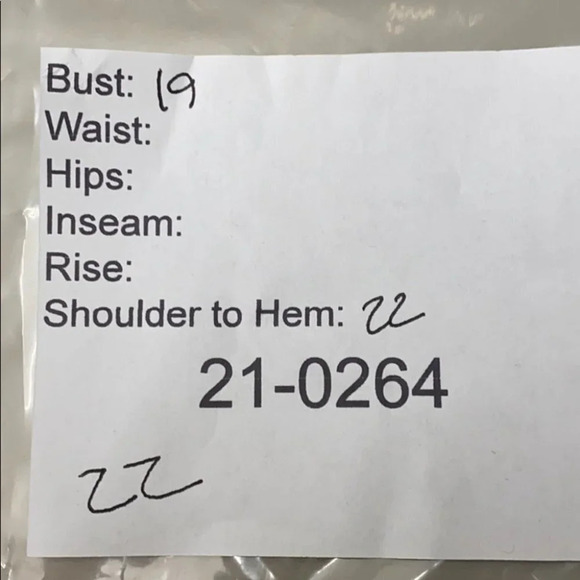 Bust: 19
Waist:
Hips:
Inseam:
Rise:
Shoulder to Hem: 22
21-0264
22